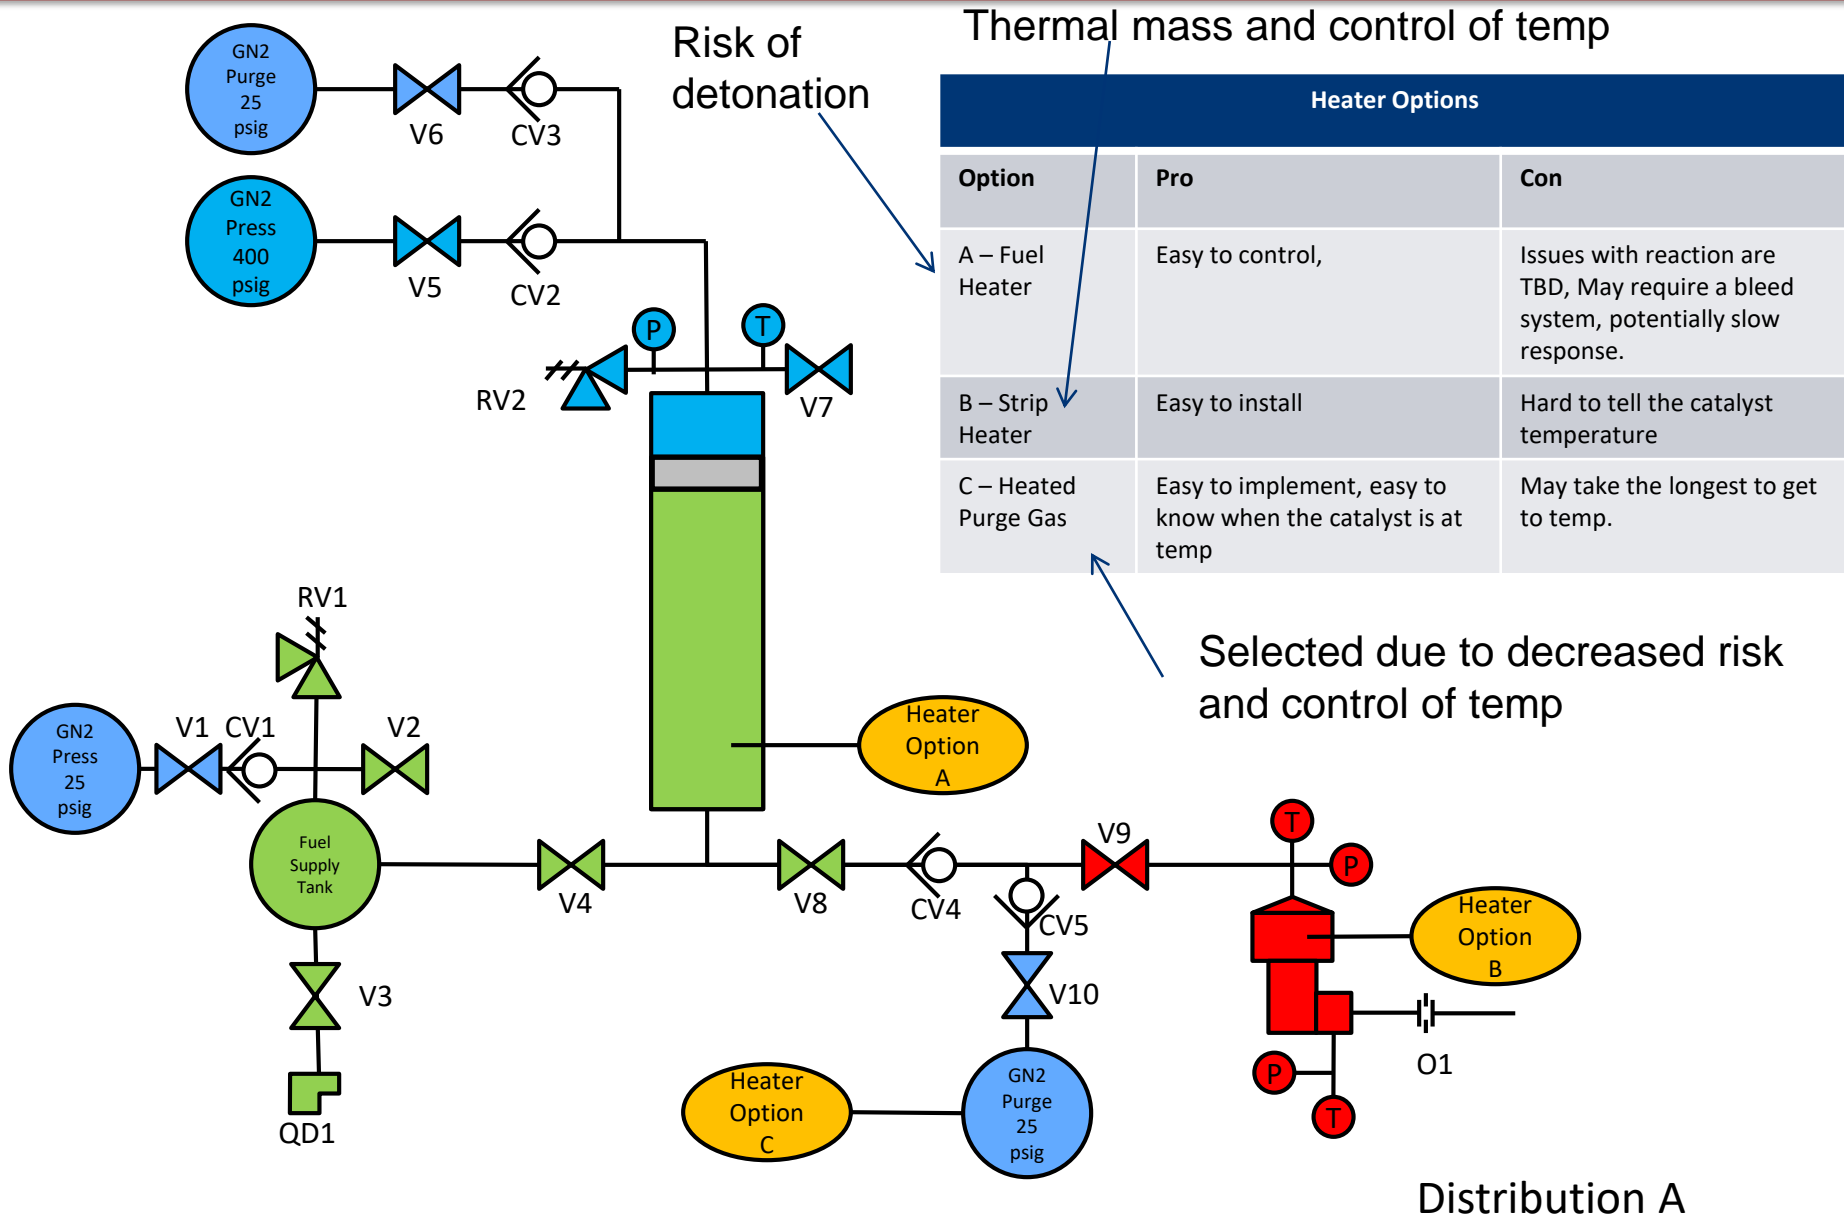 Thermal mass and control of temp
Risk of
detonation
Heater Options
Option
Pro
Con
A – Fuel
Heater
Easy to control,
Issues with reaction are
TBD, May require a bleed
system, potentially slow
response.
B – Strip
Heater
Easy to install
Hard to tell the catalyst
temperature
C – Heated
Purge Gas
Easy to implement, easy to
know when the catalyst is at
temp
May take the longest to get
to temp.
Selected due to decreased risk
and control of temp
GN2
Purge
25
psig
V6
CV3
GN2
Press
400
psig
V5
CV2
P
T
RV2
V7
RV1
GN2
Press
25
psig
V1
CV1
V2
Heater
Option
A
Fuel
Supply
Tank
V4
V8
CV4
V9
T
P
CV5
Heater
Option
B
V3
V10
QD1
Heater
Option
C
GN2
Purge
25
psig
P
T
O1
Distribution A